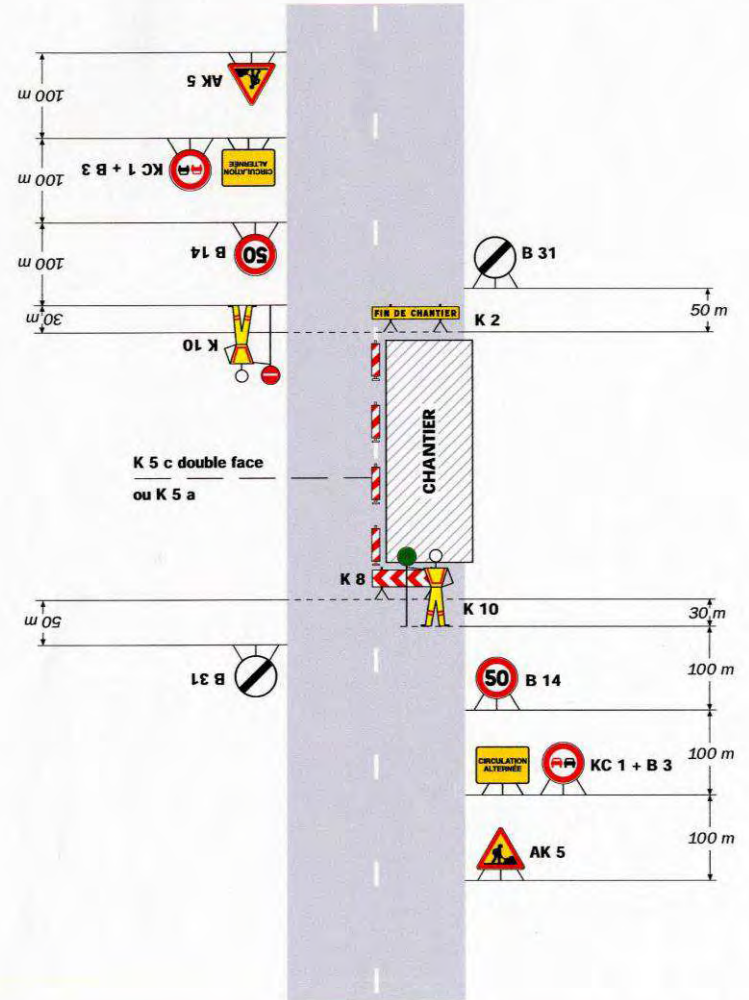 AK 5
100 m
KC 1 + B 3
CIRCULATION
ALTERNÉE
100 m
50
B 14
100 m
B 31
30 m
K 10
FIN DE CHANTIER
K 2
50 m
CHANTIER
K 5 c double face
ou K 5 a
K 8
K 10
30 m
50 m
B 31
50
B 14
100 m
CIRCULATION
ALTERNÉE
KC 1 + B 3
100 m
AK 5
100 m